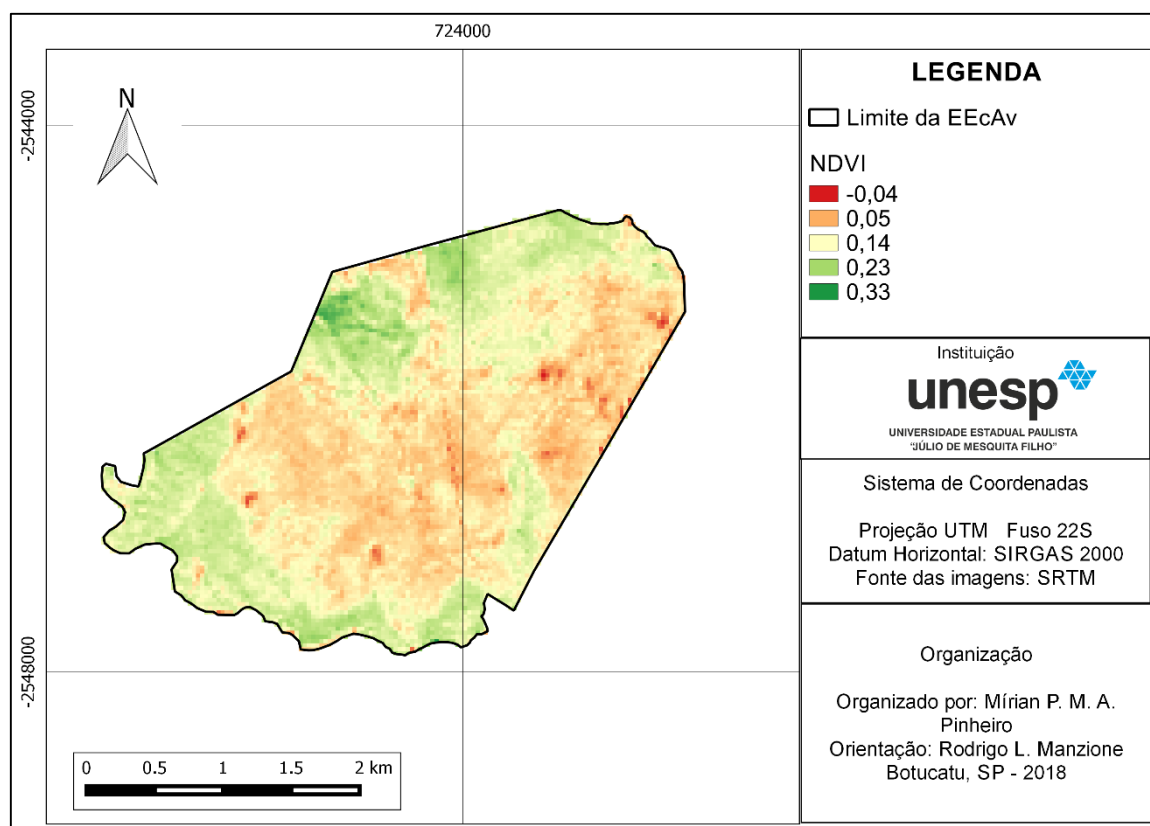 724000
-2544000
-2548000
N
0 0.5 1 1.5 2 km
LEGENDA
Limite da EEcAv
NDVI
-0,04
0,05
0,14
0,23
0,33
Instituição
unesp
UNIVERSIDADE ESTADUAL PAULISTA
"JÚLIO DE MESQUITA FILHO"
Sistema de Coordenadas
Projeção UTM Fuso 22S
Datum Horizontal: SIRGAS 2000
Fonte das imagens: SRTM
Organização
Organizado por: Mírian P. M. A.
Pinheiro
Orientação: Rodrigo L. Manzione
Botucatu, SP - 2018